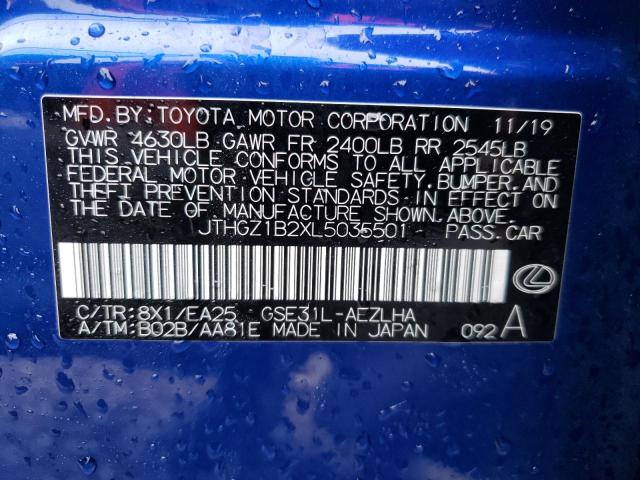 MFD. BY: TOYOTA MOTOR CORPORATION 11/19
GVWR 4630LB GAWR FR 2400LB RR 2545LB
THIS VEHICLE CONFORMS TO ALL APPLICABLE
FEDERAL MOTOR VEHICLE SAFETY, BUMPER, AND
THEFT PREVENTION STANDARDS IN EFFECT ON
THE DATE OF MANUFACTURE SHOWN ABOVE.
JTHGZ1B2XL5035501 PASS. CAR
C/TR: 8X1/EA25 GSE31L-AEZLHA
A/TM: B02B/AA81E MADE IN JAPAN 092 A